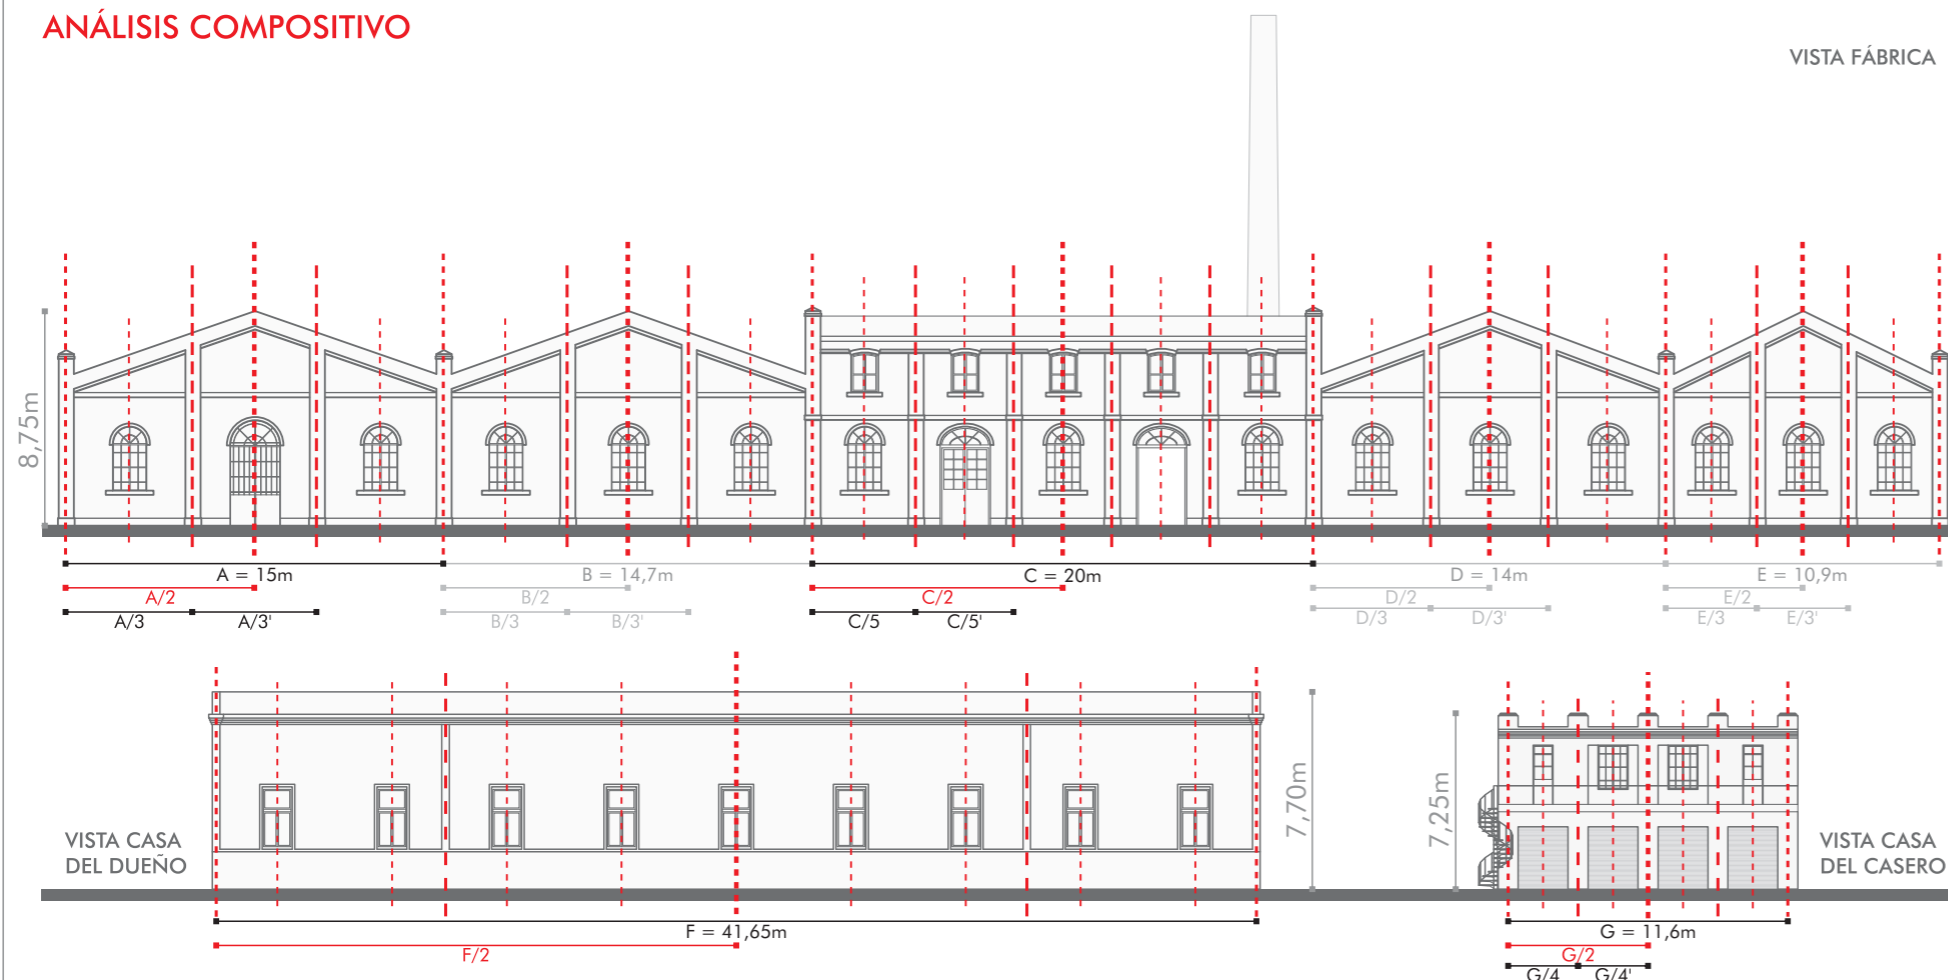 ANÁLISIS COMPOSITIVO
VISTA FÁBRICA
8,75m
A = 15m
B = 14,7m
C = 20m
D = 14m
E = 10,9m
A/2
B/2
C/2
D/2
E/2
A/3
A/3'
B/3
B/3'
C/5
C/5'
D/3
D/3'
E/3
E/3'
VISTA CASA
DEL DUEÑO
7,70m
7,25m
VISTA CASA
DEL CASERO
F = 41,65m
G = 11,6m
F/2
G/2
G/4
G/4'